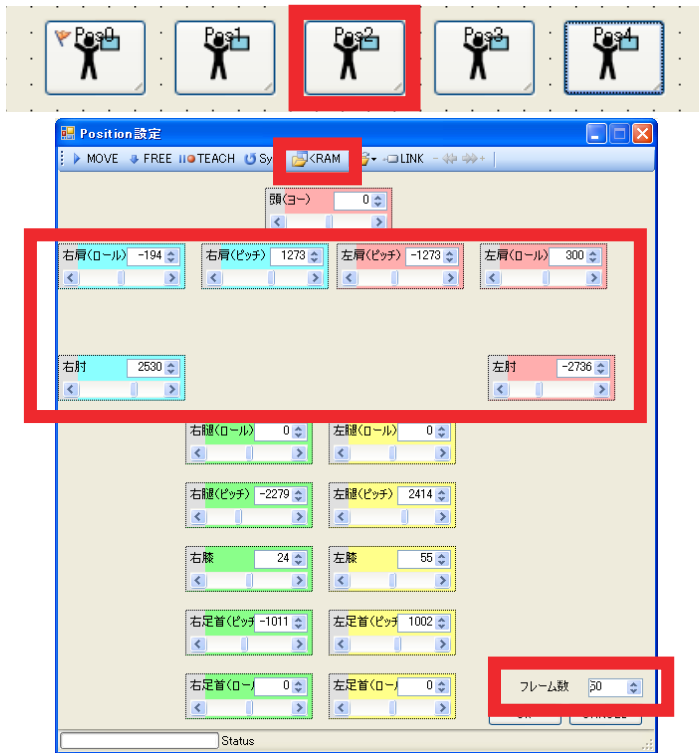 Pos0 Pos1 Pos2 Pos3 Pos4
Position設定
MOVE FREE TEACH Sy <RAM LINK - +
頭(ヨー) 0
右肩(ロール) -194 右肩(ピッチ) 1273 左肩(ピッチ) -1273 左肩(ロール) 300
右肘 2530 左肘 -2736
右腿(ロール) 0 左腿(ロール) 0
右腿(ピッチ) -2279 左腿(ピッチ) 2414
右膝 24 左膝 55
右足首(ピッチ -1011 左足首(ピッチ 1002
右足首(ロー 0 左足首(ロー 0
フレーム数 50
Status